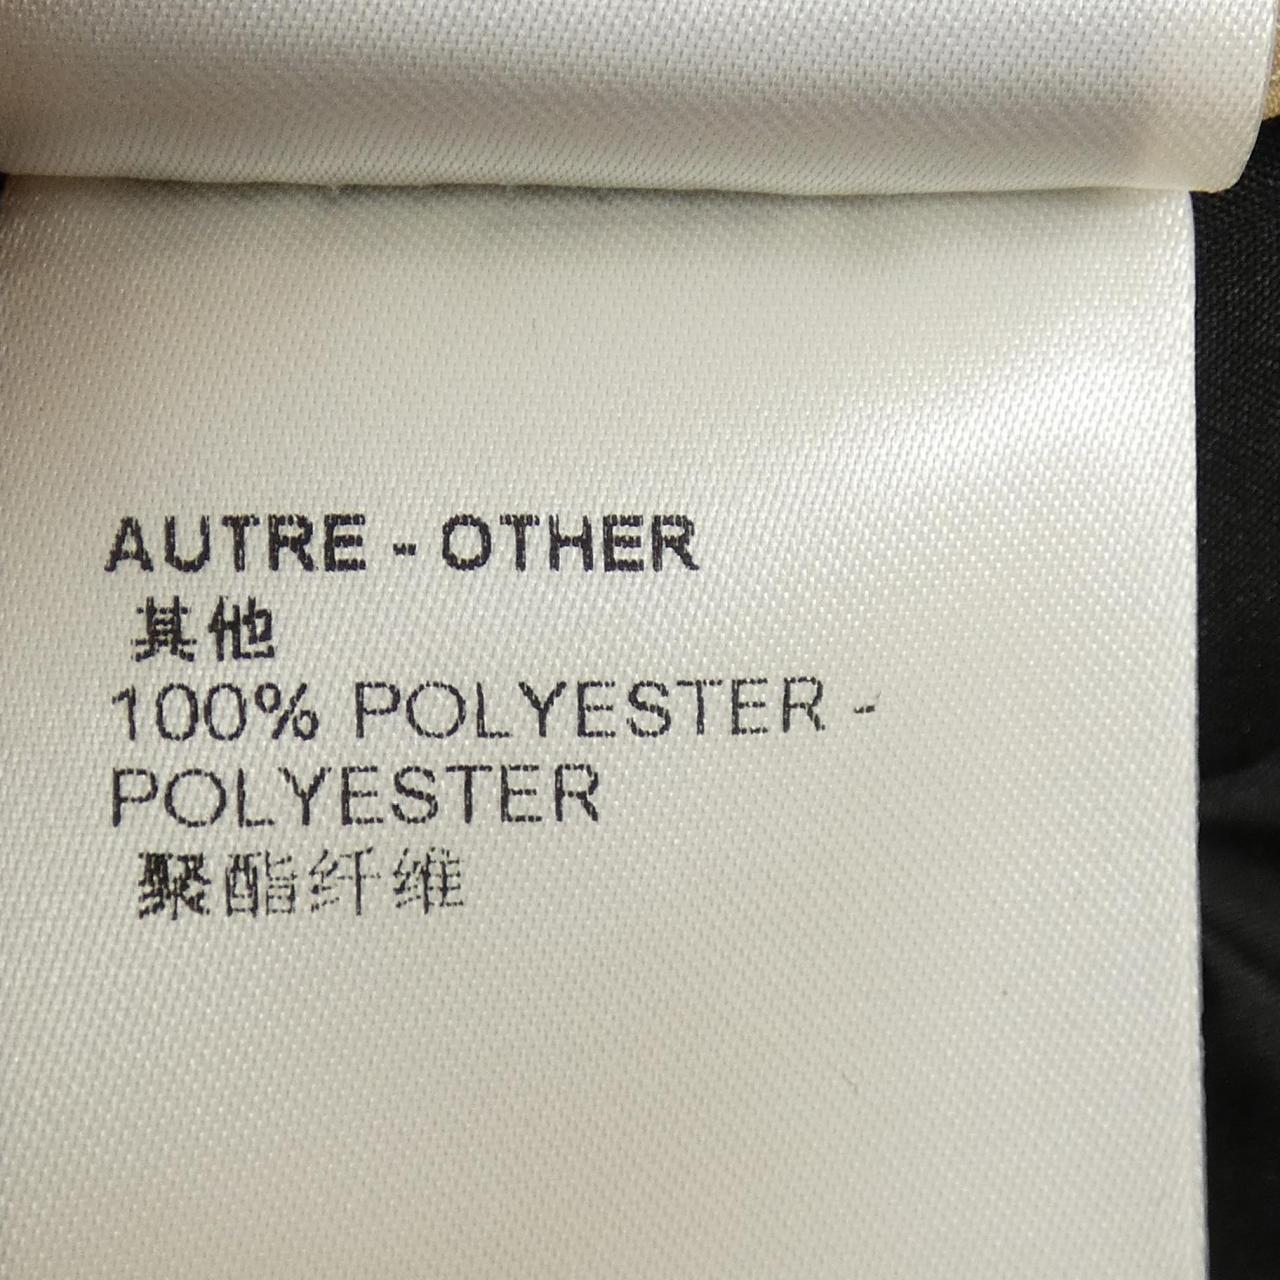 AUTRE - OTHER
其他
100% POLYESTER -
POLYESTER
聚酯纤维